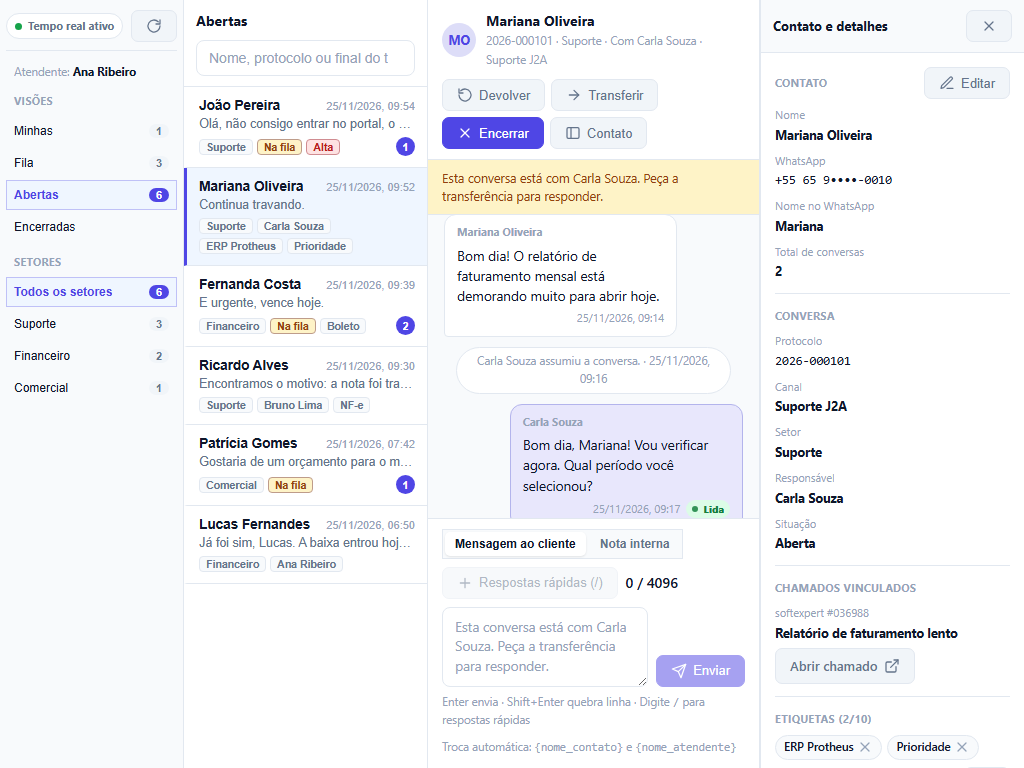 Tempo real ativo
Atendente: Ana Ribeiro
VISÕES
Minhas 1
Fila 3
Abertas 6
Encerradas
SETORES
Todos os setores 6
Suporte 3
Financeiro 2
Comercial 1
Abertas
Nome, protocolo ou final do t
João Pereira 25/11/2026, 09:54
Olá, não consigo entrar no portal, o ...
Suporte Na fila Alta 1
Mariana Oliveira 25/11/2026, 09:52
Continua travando.
Suporte Carla Souza
ERP Protheus Prioridade
Fernanda Costa 25/11/2026, 09:39
E urgente, vence hoje.
Financeiro Na fila Boleto 2
Ricardo Alves 25/11/2026, 09:30
Encontramos o motivo: a nota foi tra...
Suporte Bruno Lima NF-e
Patrícia Gomes 25/11/2026, 07:42
Gostaria de um orçamento para o m...
Comercial Na fila 1
Lucas Fernandes 25/11/2026, 06:50
Já foi sim, Lucas. A baixa entrou hoj...
Financeiro Ana Ribeiro
MO
Mariana Oliveira
2026-000101 · Suporte · Com Carla Souza ·
Suporte J2A
Devolver Transferir
Encerrar Contato
Esta conversa está com Carla Souza. Peça a
transferência para responder.
Mariana Oliveira
Bom dia! O relatório de
faturamento mensal está
demorando muito para abrir hoje.
25/11/2026, 09:14
Carla Souza assumiu a conversa. · 25/11/2026,
09:16
Carla Souza
Bom dia, Mariana! Vou verificar
agora. Qual período você
selecionou?
25/11/2026, 09:17 Lida
Mensagem ao cliente Nota interna
Respostas rápidas (/) 0 / 4096
Esta conversa está com Carla
Souza. Peça a transferência
para responder.
Enviar
Enter envia · Shift+Enter quebra linha · Digite / para
respostas rápidas
Troca automática: {nome_contato} e {nome_atendente}
Contato e detalhes
CONTATO Editar
Nome
Mariana Oliveira
WhatsApp
+55 65 9••••-0010
Nome no WhatsApp
Mariana
Total de conversas
2
CONVERSA
Protocolo
2026-000101
Canal
Suporte J2A
Setor
Suporte
Responsável
Carla Souza
Situação
Aberta
CHAMADOS VINCULADOS
softexpert #036988
Relatório de faturamento lento
Abrir chamado
ETIQUETAS (2/10)
ERP Protheus Prioridade